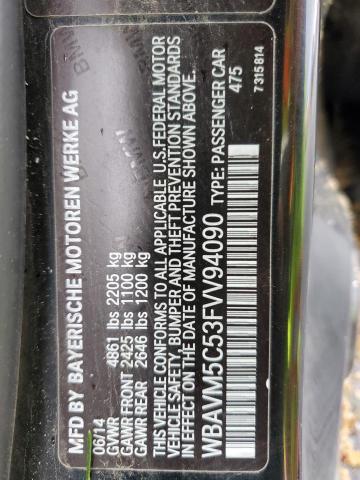 MFD BY BAYERISCHE MOTOREN WERKE AG
06/14
GVWR 4861 lbs 2205 kg
GAWR FRONT 2425 lbs 1100 kg
GAWR REAR 2646 lbs 1200 kg
THIS VEHICLE CONFORMS TO ALL APPLICABLE U.S. FEDERAL MOTOR
VEHICLE SAFETY, BUMPER AND THEFT PREVENTION STANDARDS
IN EFFECT ON THE DATE OF MANUFACTURE SHOWN ABOVE.
WBAVM5C53FVV94090 TYPE: PASSENGER CAR
475
7315814